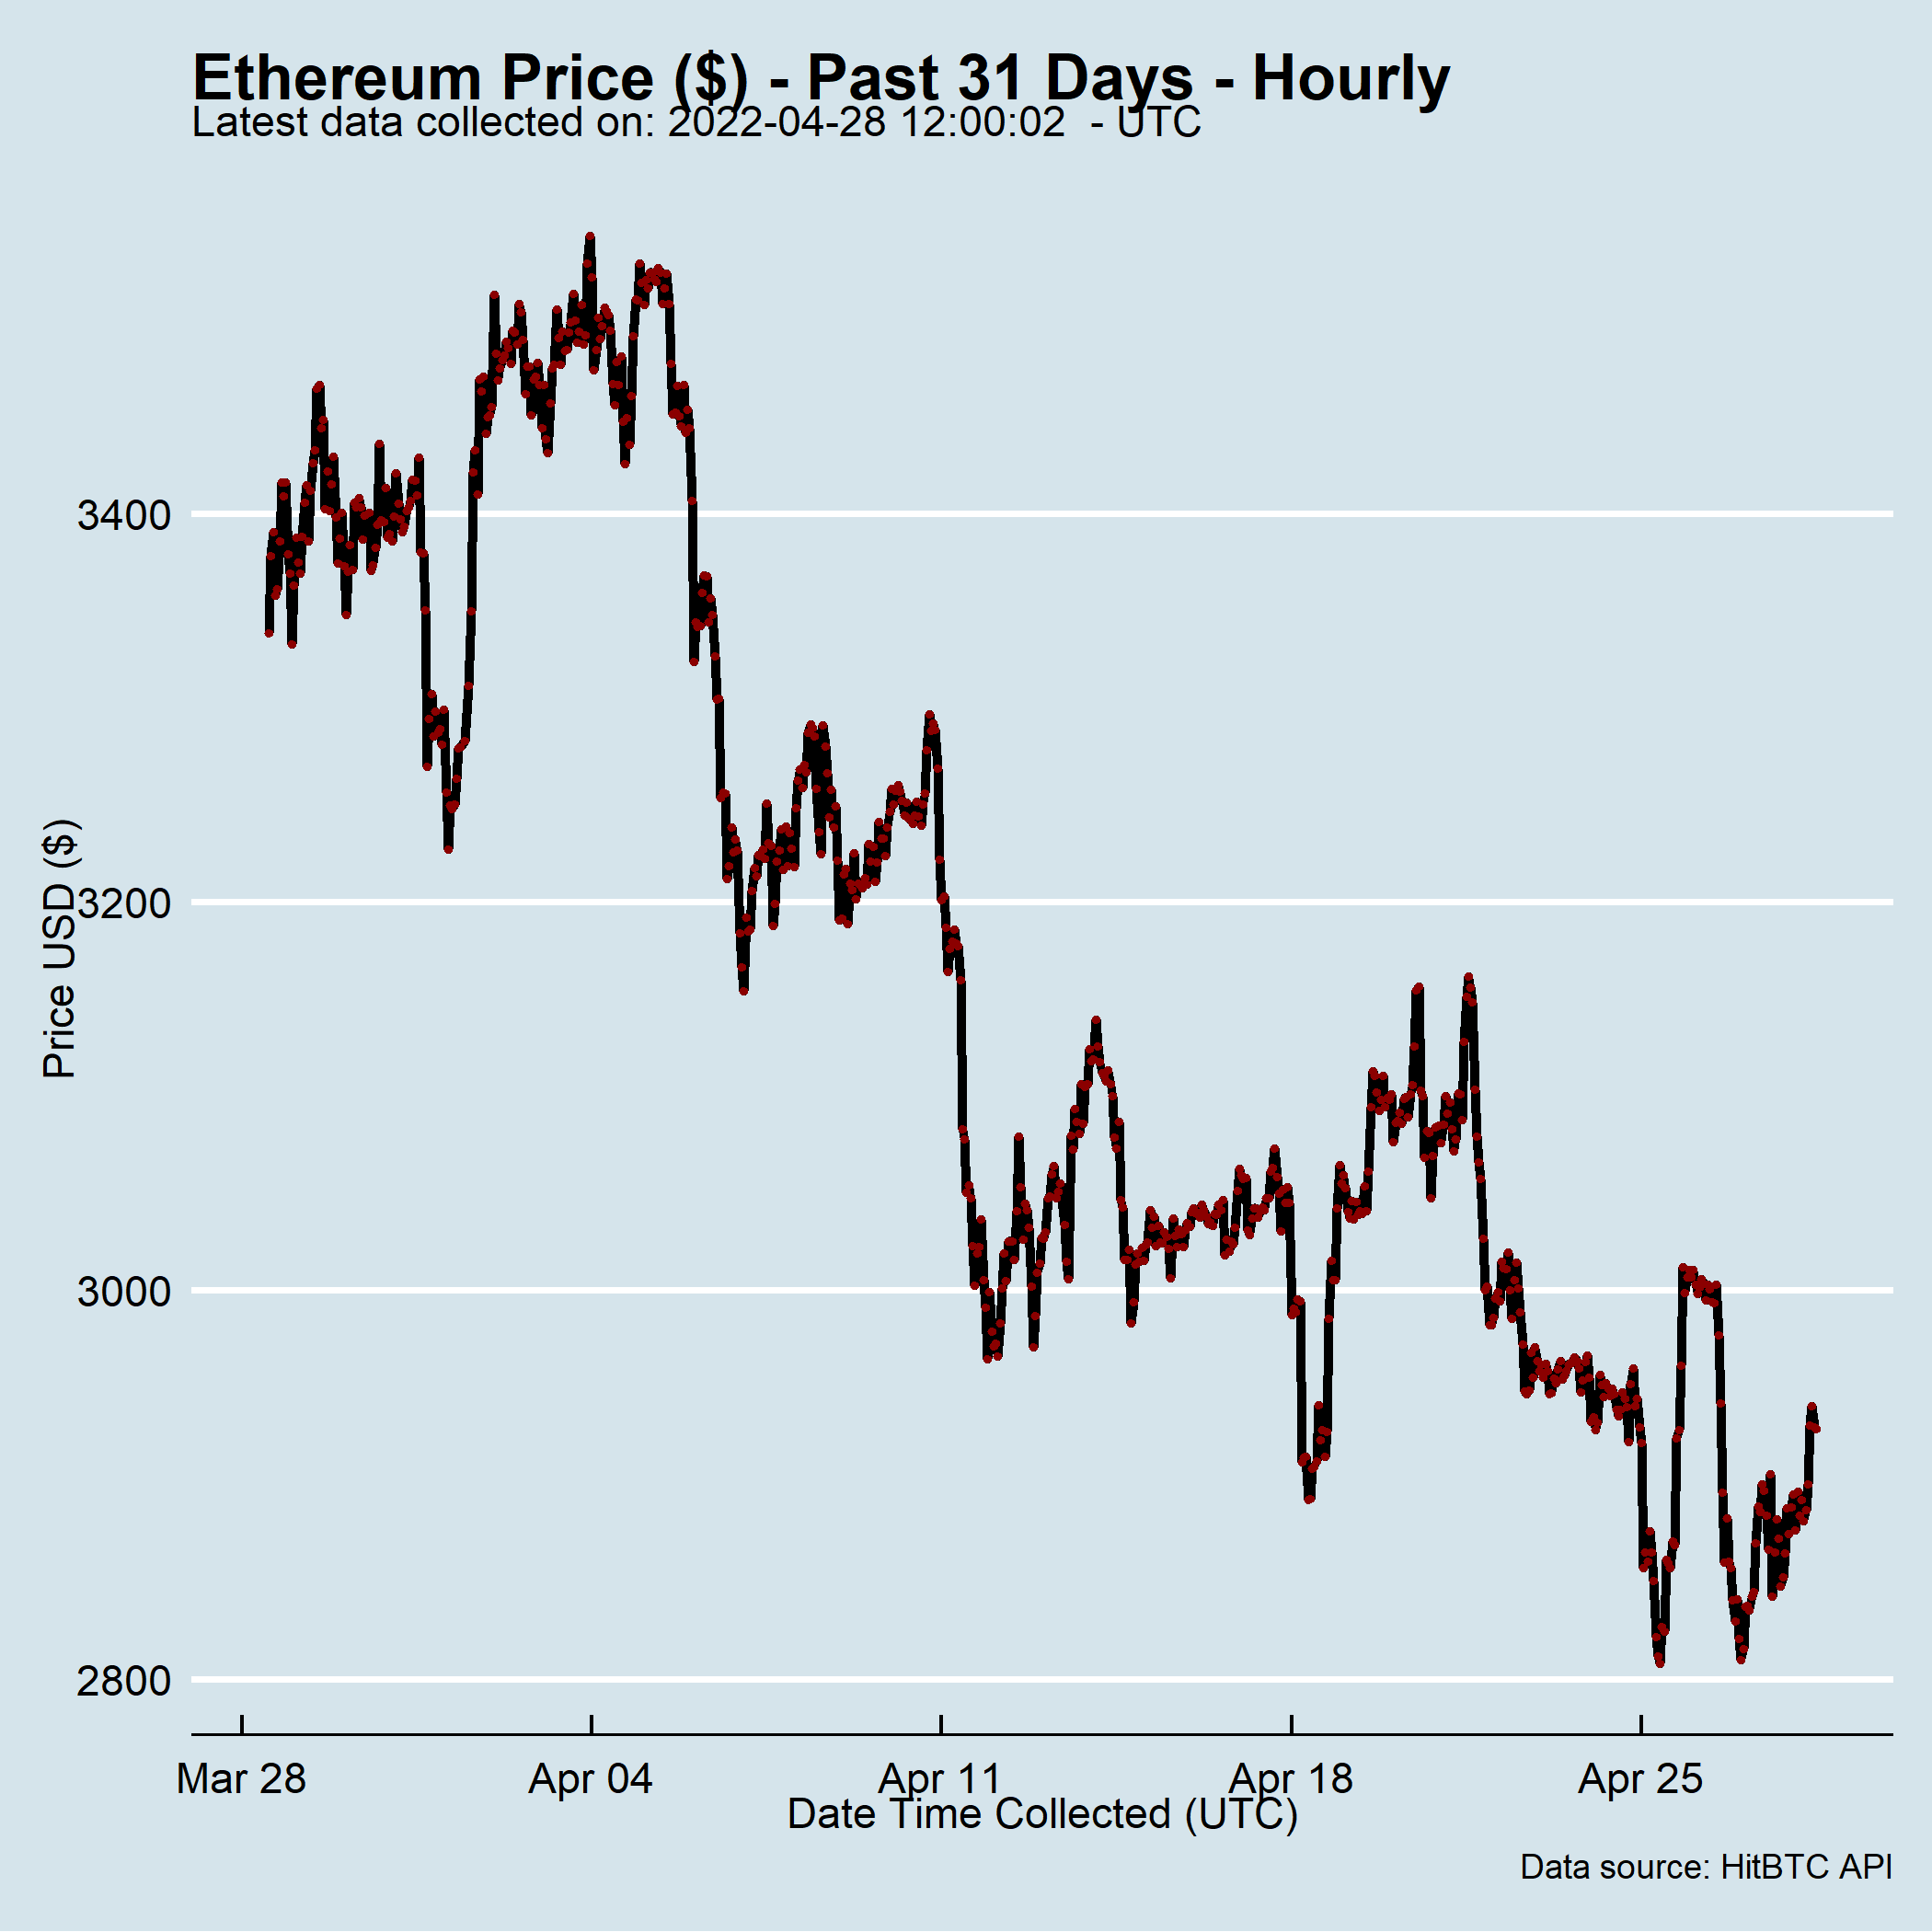 Ethereum Price ($) - Past 31 Days - Hourly
Latest data collected on: 2022-04-28 12:00:02  - UTC
3400
3200
3000
2800
Price USD ($)
Mar 28
Apr 04
Apr 11
Apr 18
Apr 25
Date Time Collected (UTC)
Data source: HitBTC API